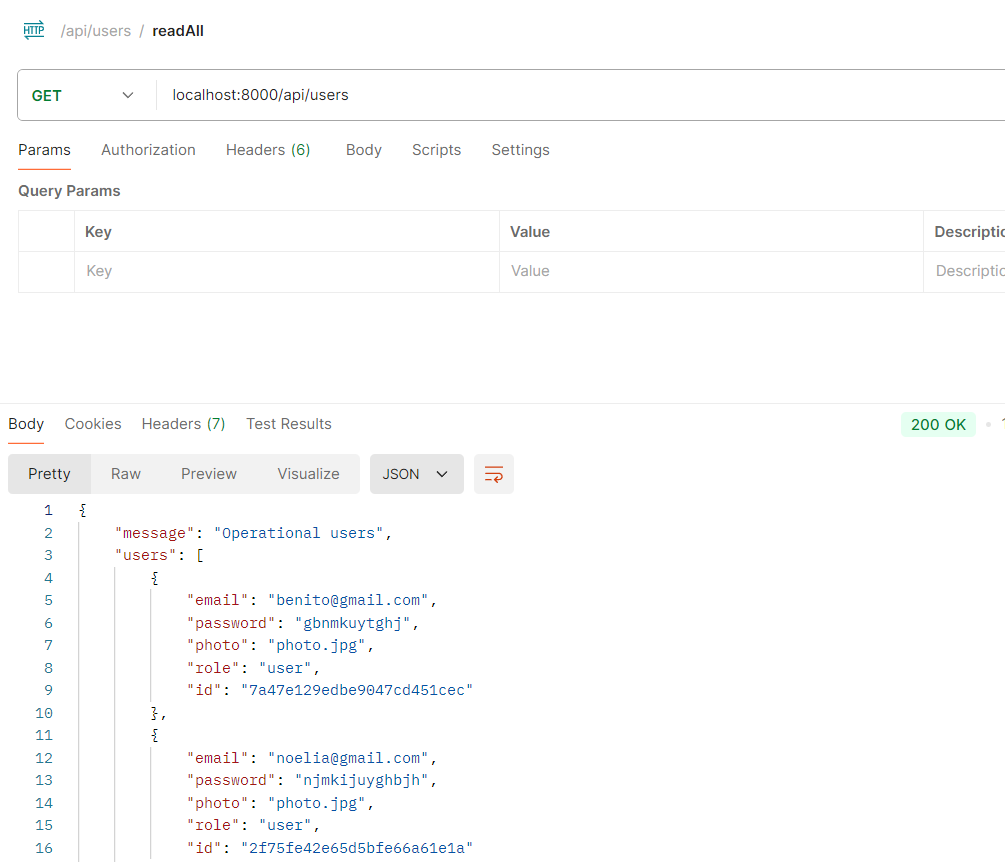 HTTP /api/users / readAll
GET localhost:8000/api/users
Params Authorization Headers (6) Body Scripts Settings
Query Params
Key Value Descriptio
Key Value Descriptio
Body Cookies Headers (7) Test Results 200 OK
Pretty Raw Preview Visualize JSON
1 {
2 "message": "Operational users",
3 "users": [
4 {
5 "email": "benito@gmail.com",
6 "password": "gbnmkuytghj",
7 "photo": "photo.jpg",
8 "role": "user",
9 "id": "7a47e129edbe9047cd451cec"
10 },
11 {
12 "email": "noelia@gmail.com",
13 "password": "njmkijuyghbjh",
14 "photo": "photo.jpg",
15 "role": "user",
16 "id": "2f75fe42e65d5bfe66a61e1a"